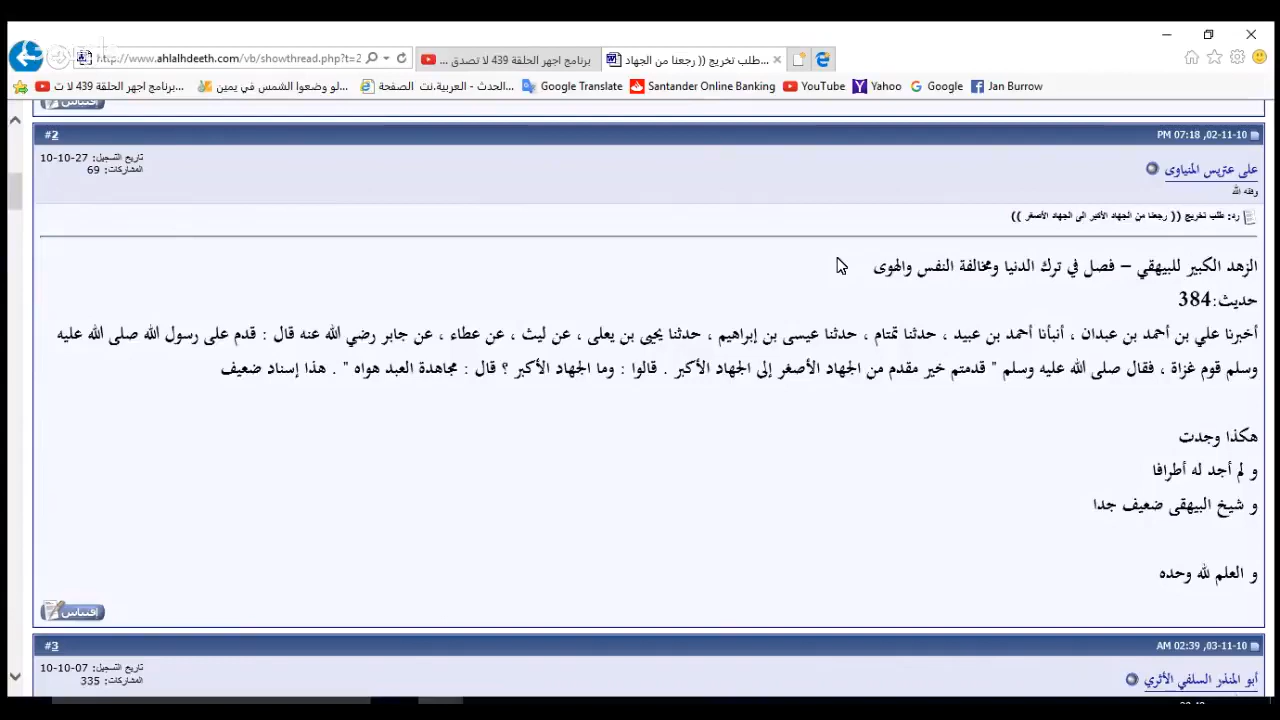 http://www.ahlalhdeeth.com/vb/showthread.php?t=2
برنامج اجهر الحلقة 439 لا تصدق ...
طلب تخريج (( رجعنا من الجهاد...
برنامج اجهر الحلقة 439 لا ت...
لو وضعوا الشمس في يمين...
الحدث - العربية.نت الصفحة...
Google Translate
Santander Online Banking
YouTube
Yahoo
Google
Jan Burrow
إقتباس
#2
02-11-10, 07:18 PM
على عتريس المنياوى
وفقه الله
تاريخ التسجيل: 27-10-10
المشاركات: 69
رد: طلب تخريج (( رجعنا من الجهاد الأكبر الى الجهاد الأصغر ))
الزهد الكبير للبيهقي – فصل في ترك الدنيا ومخالفة النفس والهوى
حديث:384
أخبرنا علي بن أحمد بن عبدان ، أنبأنا أحمد بن عبيد ، حدثنا تمتام ، حدثنا عيسى بن إبراهيم ، حدثنا يحيى بن يعلى ، عن ليث ، عن عطاء ، عن جابر رضي الله عنه قال : قدم على رسول الله صلى الله عليه
وسلم قوم غزاة ، فقال صلى الله عليه وسلم " قدمتم خير مقدم من الجهاد الأصغر إلى الجهاد الأكبر . قالوا : وما الجهاد الأكبر ؟ قال : مجاهدة العبد هواه " . هذا إسناد ضعيف
هكذا وجدت
و لم أجد له أطرافا
و شيخ البيهقى ضعيف جدا
و العلم لله وحده
إقتباس
#3
03-11-10, 02:39 AM
أبو المنذر السلفي الأثري
تاريخ التسجيل: 07-10-10
المشاركات: 335